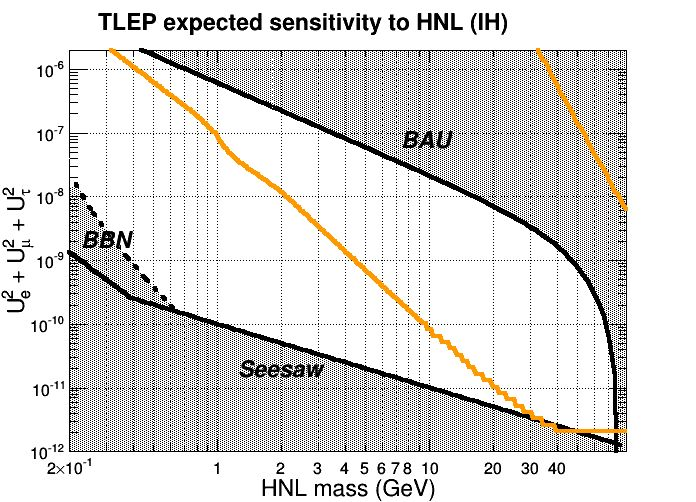 TLEP expected sensitivity to HNL (IH)
U²ₑ + U²_μ + U²_τ
10⁻⁶
10⁻⁷
10⁻⁸
10⁻⁹
10⁻¹⁰
10⁻¹¹
10⁻¹²
BAU
BBN
Seesaw
2×10⁻¹ 1 2 3 4 5 6 7 8 10 20 30 40
HNL mass (GeV)